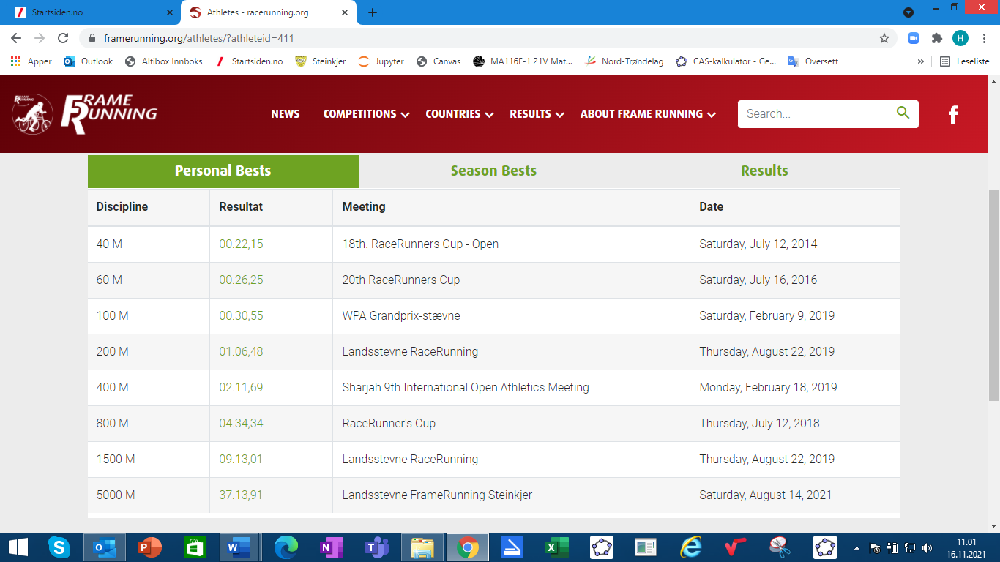 Startsiden.no
Athletes - racerunning.org
framerunning.org/athletes/?athleteid=411
H
Apper Outlook Altibox Innboks Startsiden.no Steinkjer Jupyter Canvas MA116F-1 21V Mat... Nord-Trøndelag CAS-kalkulator - Ge... Oversett » Leseliste
FRAME RUNNING
NEWS COMPETITIONS COUNTRIES RESULTS ABOUT FRAME RUNNING Search... f
Personal Bests Season Bests Results
Discipline Resultat Meeting Date
40 M 00.22,15 18th. RaceRunners Cup - Open Saturday, July 12, 2014
60 M 00.26,25 20th RaceRunners Cup Saturday, July 16, 2016
100 M 00.30,55 WPA Grandprix-stævne Saturday, February 9, 2019
200 M 01.06,48 Landsstevne RaceRunning Thursday, August 22, 2019
400 M 02.11,69 Sharjah 9th International Open Athletics Meeting Monday, February 18, 2019
800 M 04.34,34 RaceRunner's Cup Thursday, July 12, 2018
1500 M 09.13,01 Landsstevne RaceRunning Thursday, August 22, 2019
5000 M 37.13,91 Landsstevne FrameRunning Steinkjer Saturday, August 14, 2021
11.01
16.11.2021